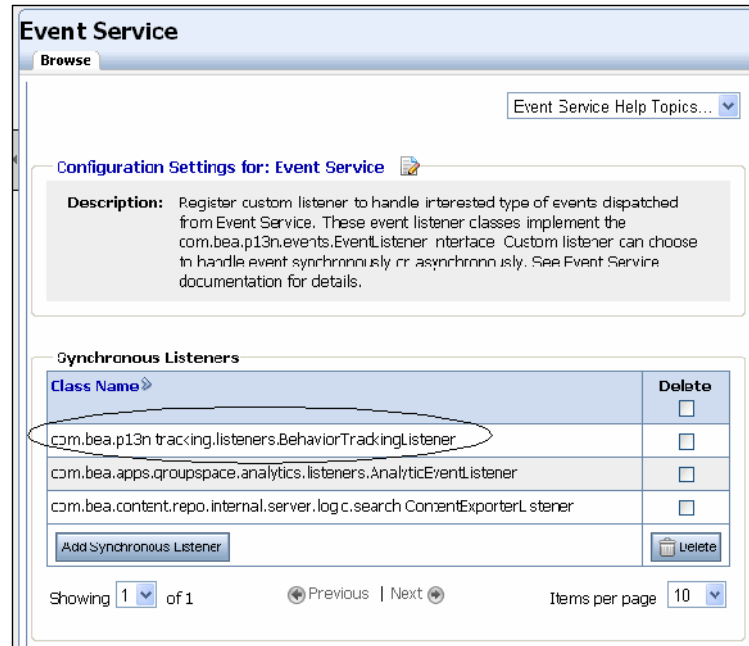 Event Service
Browse
Event Service Help Topics...
Configuration Settings for: Event Service
Description: Register custom listener to handle interested type of events dispatched
from Event Service. These event listener classes implement the
com.bea.p13n.events.EventListener interface. Custom listener can choose
to handle event synchronously or asynchronously. See Event Service
documentation for details.
Synchronous Listeners
Class Name Delete
com.bea.p13n.tracking.listeners.BehaviorTrackingListener
com.bea.apps.groupspace.analytics.listeners.AnalyticEventListener
com.bea.content.repo.internal.server.logic.search.ContentExporterListener
Add Synchronous Listener Delete
Showing 1 of 1 Previous | Next Items per page 10